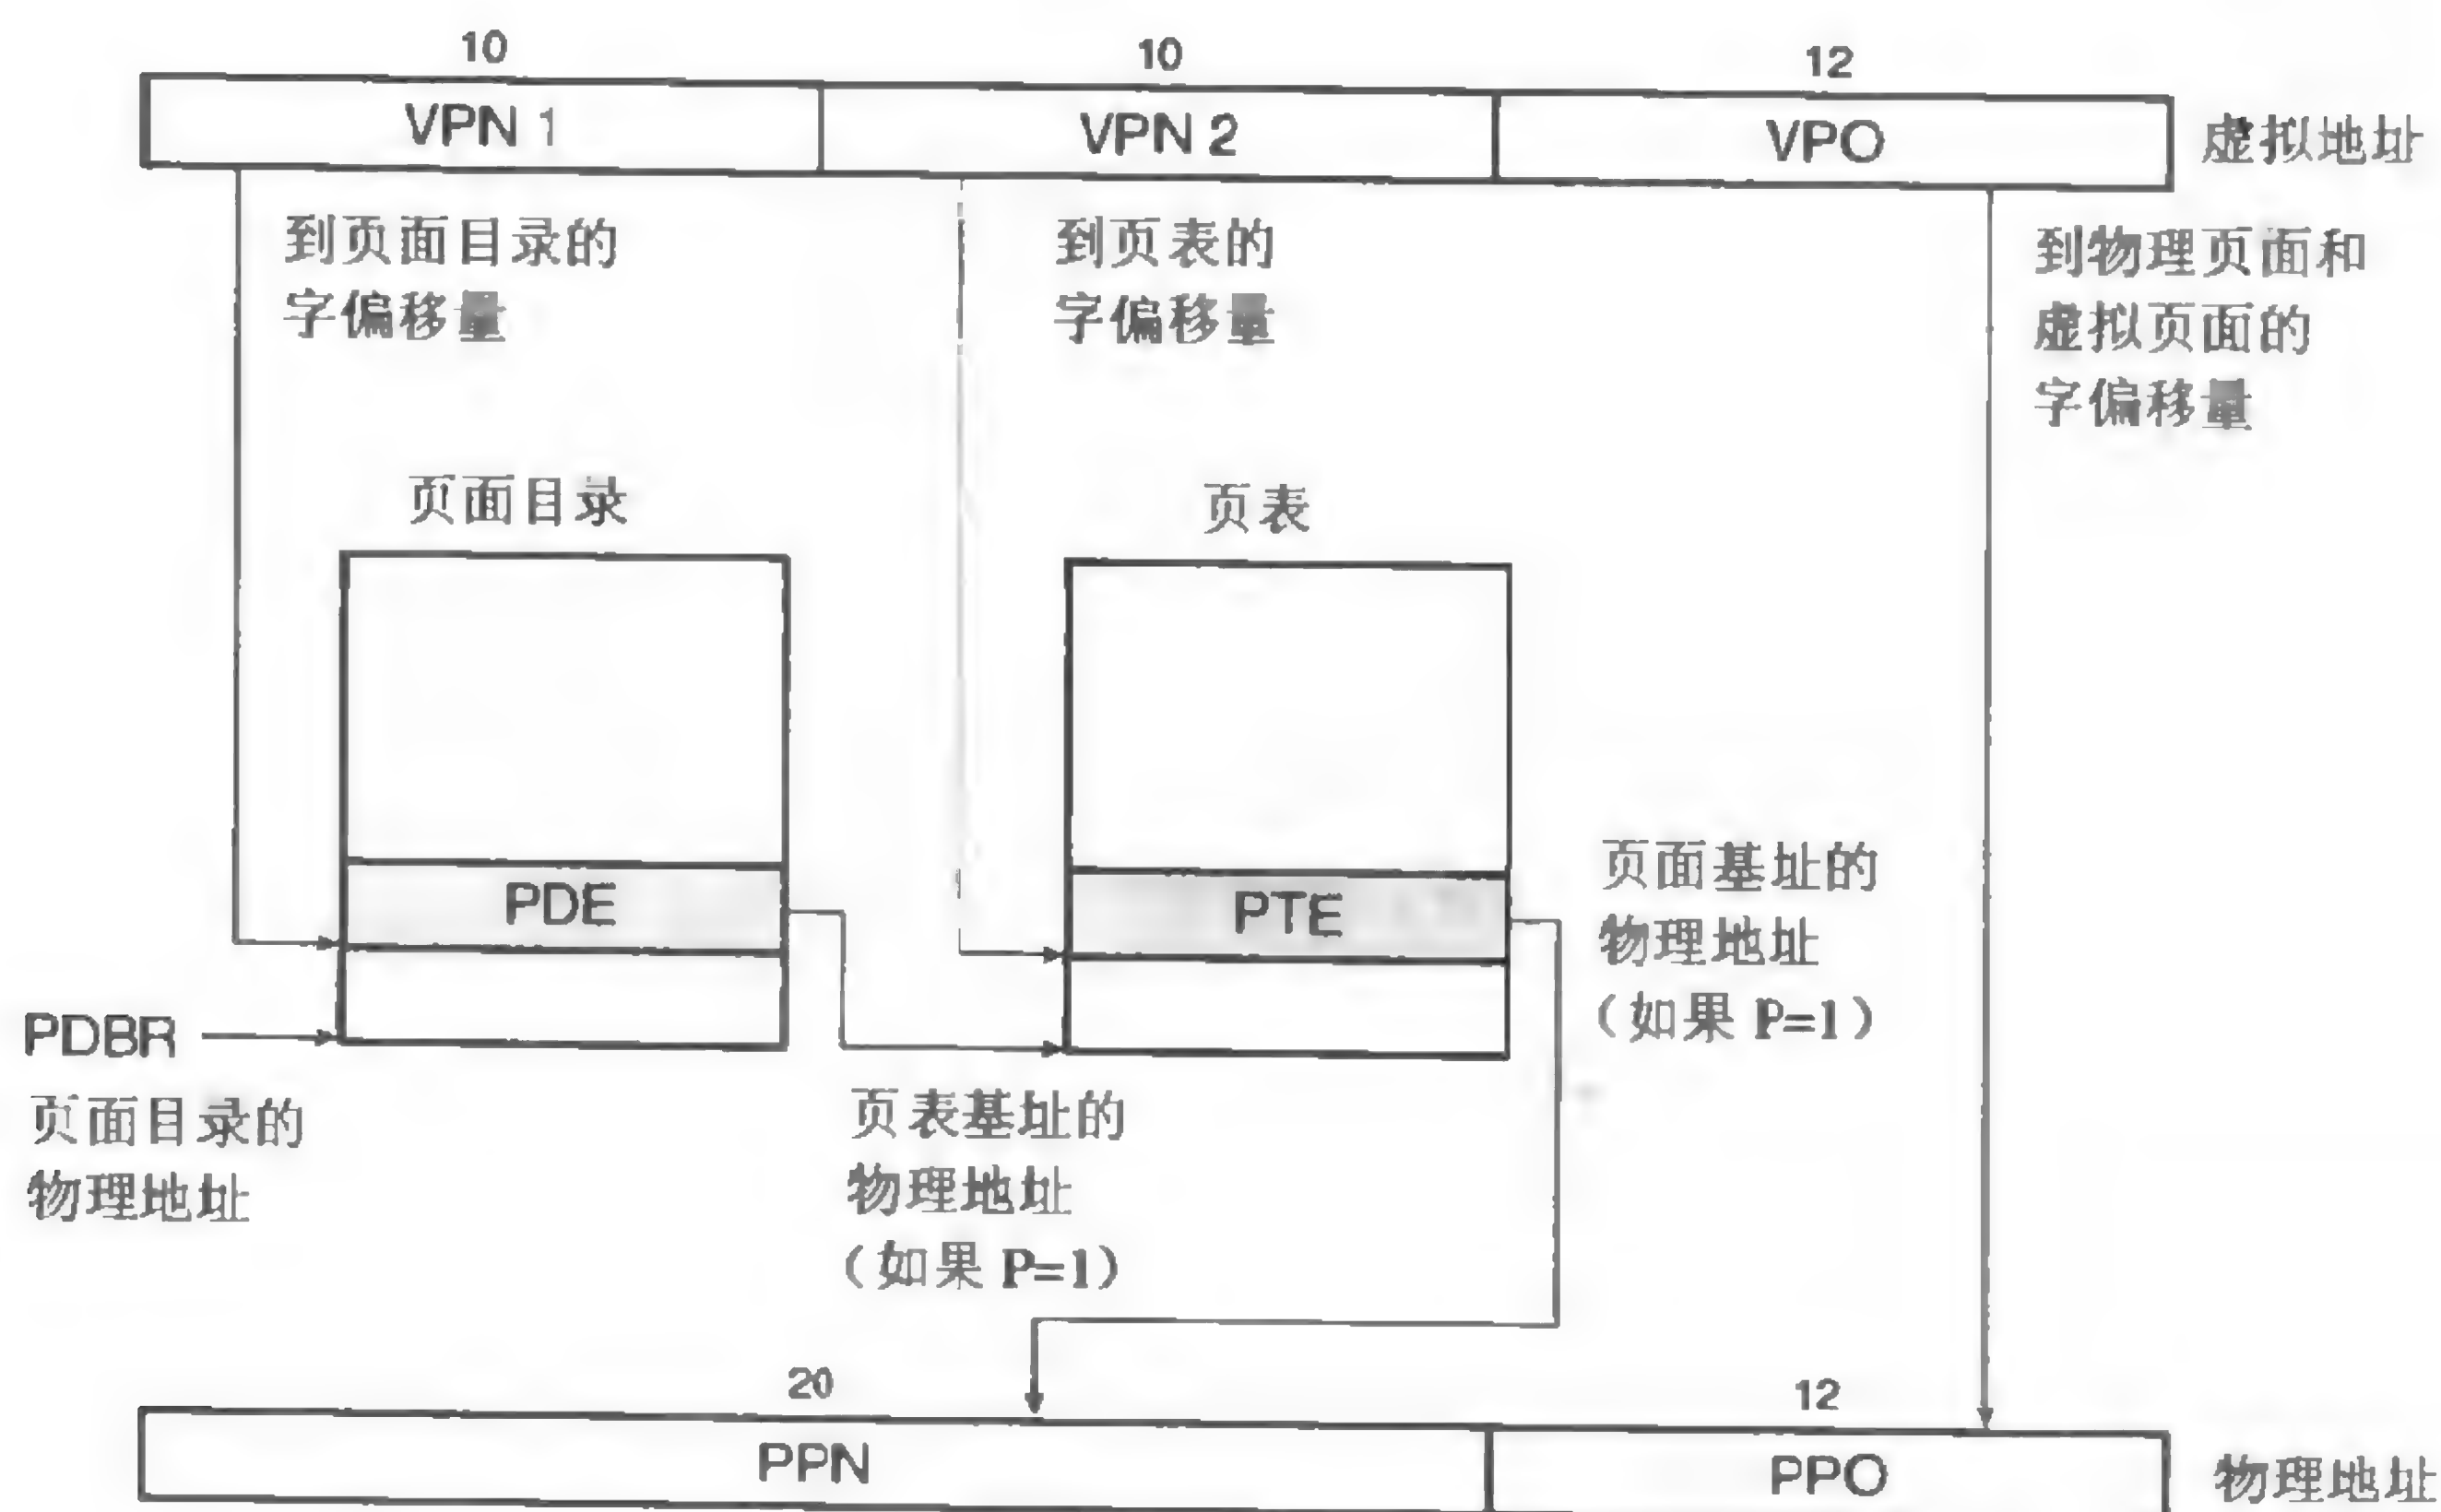 10
10
12
VPN 1
VPN 2
VPO
虚拟地址
到页面目录的
字偏移量
到页表的
字偏移量
到物理页面和
虚拟页面的
字偏移量
页面目录
页表
PDE
PTE
页面基址的
物理地址
（如果 P=1）
PDBR
页面目录的
物理地址
页表基址的
物理地址
（如果 P=1）
20
12
PPN
PPO
物理地址